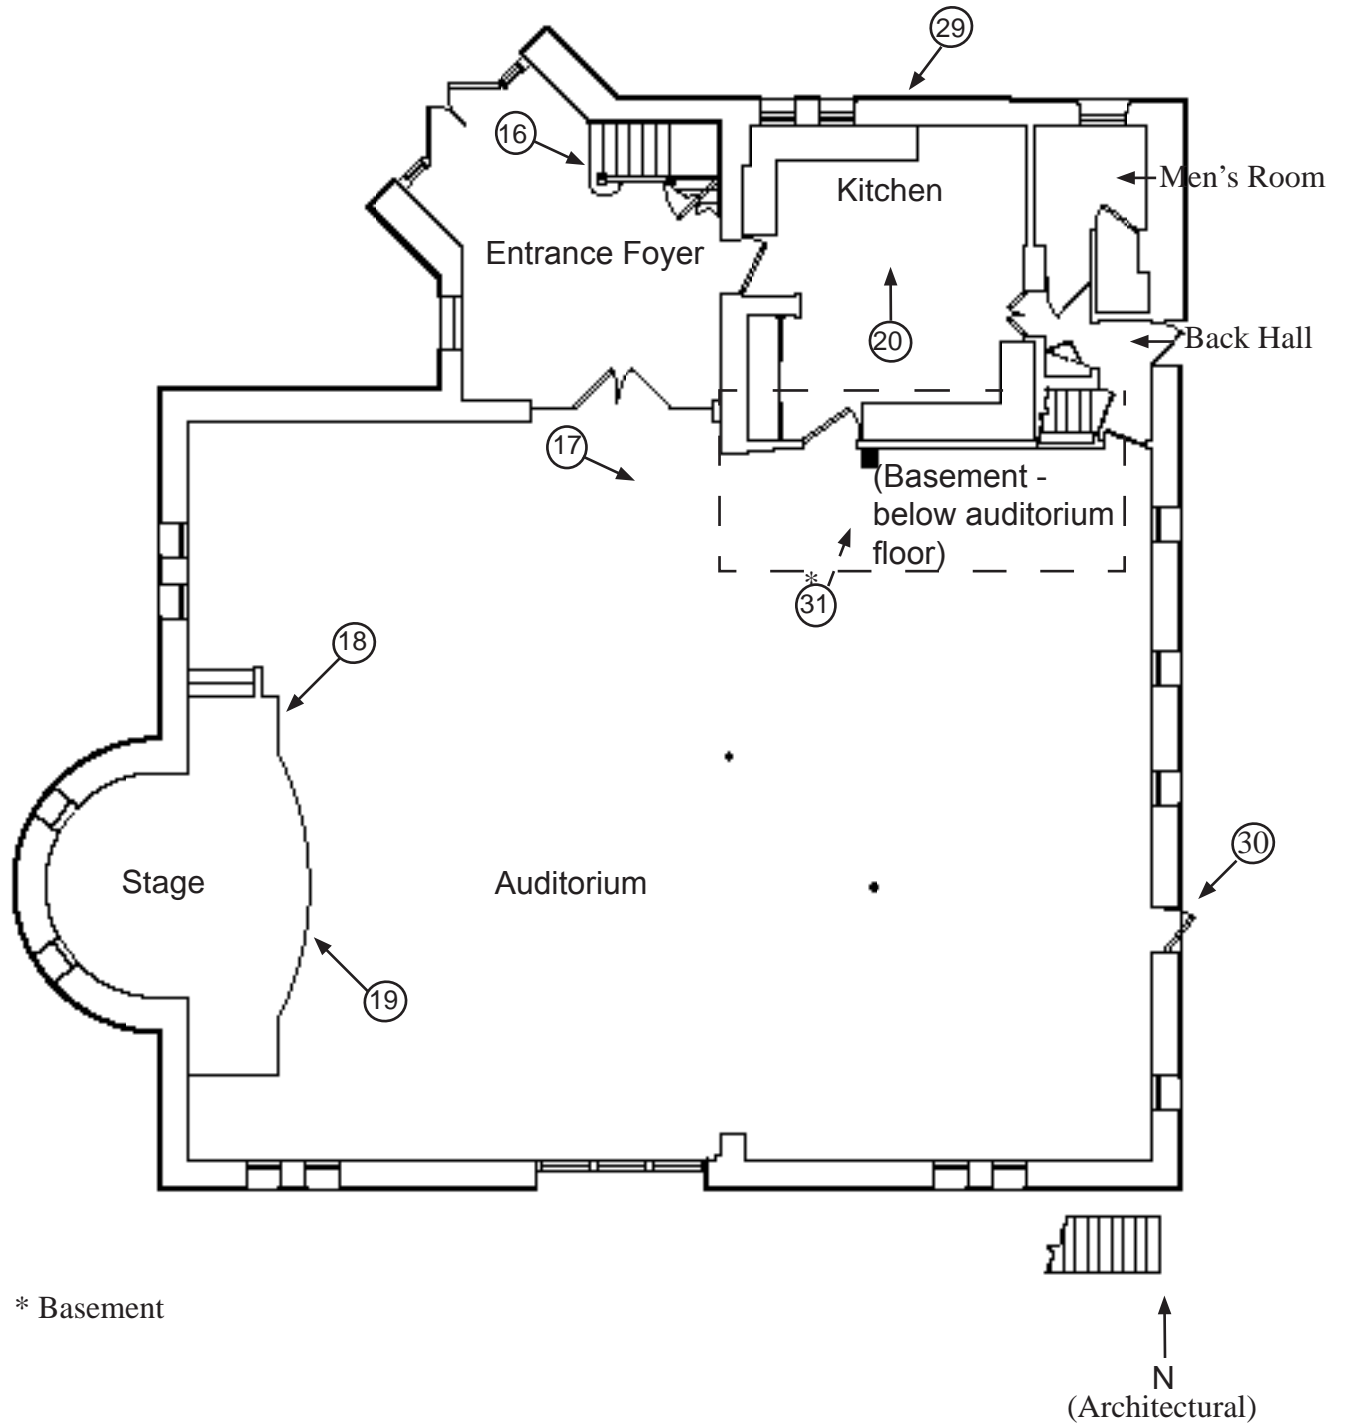 29
16
Men's Room
Kitchen
Entrance Foyer
20
Back Hall
17
(Basement -
below auditorium
floor)
*
31
18
30
Stage
Auditorium
19
* Basement
N
(Architectural)